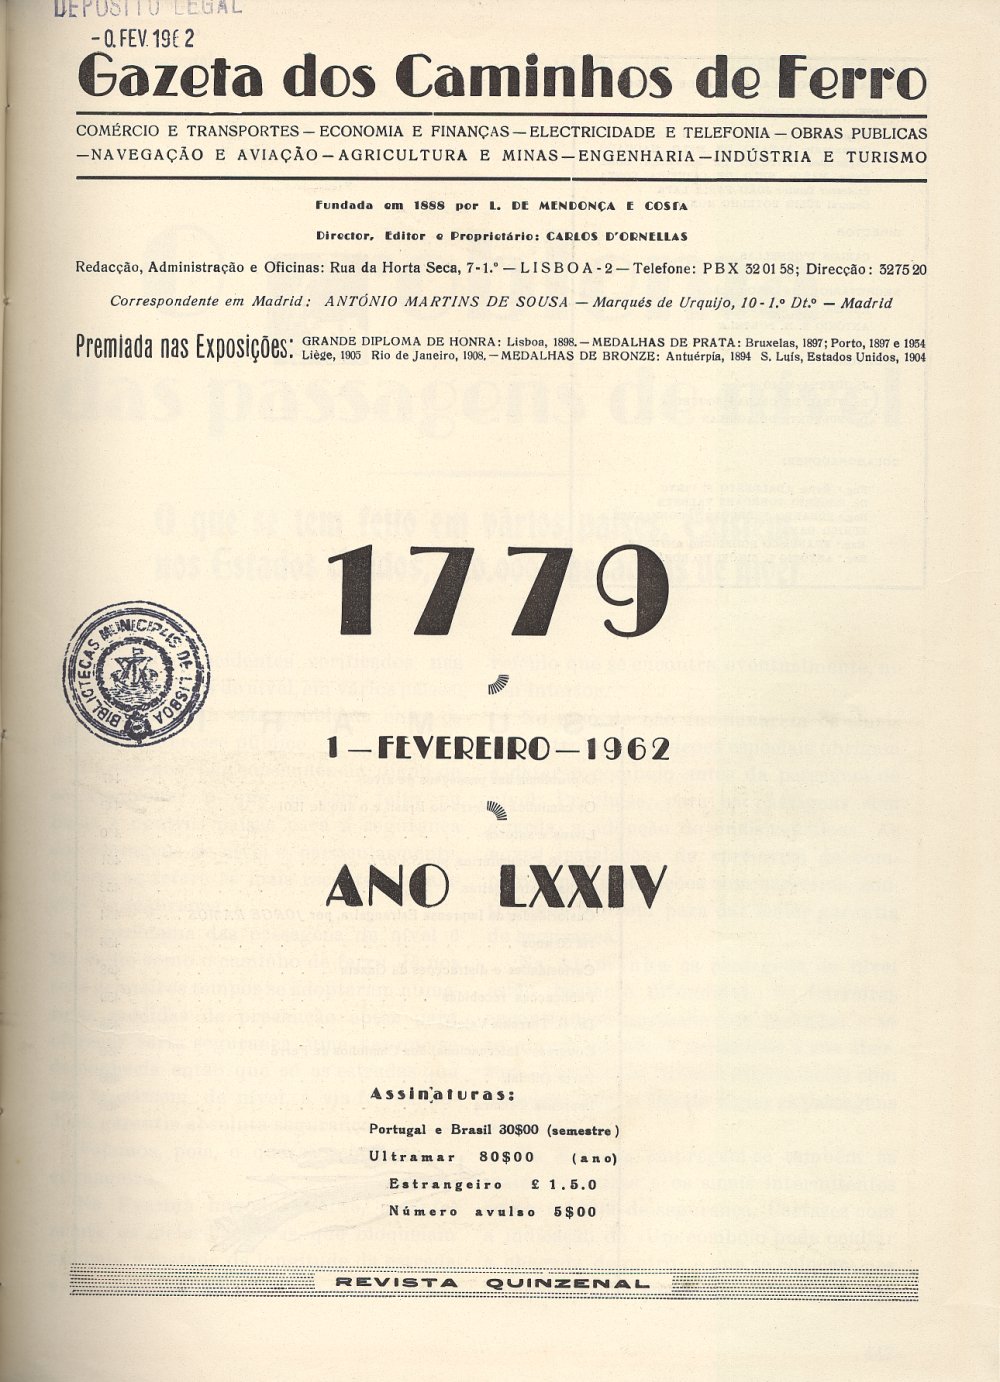 DEPÓSITO LEGAL
FEV. 1962
Gazeta dos Caminhos de Ferro
COMÉRCIO E TRANSPORTES — ECONOMIA E FINANÇAS — ELECTRICIDADE E TELEFONIA — OBRAS PUBLICAS
— NAVEGAÇÃO E AVIAÇÃO — AGRICULTURA E MINAS — ENGENHARIA — INDÚSTRIA E TURISMO
Fundada em 1888 por L. DE MENDONÇA E COSTA
Director, Editor e Proprietário: CARLOS D'ORNELLAS
Redacção, Administração e Oficinas: Rua da Horta Seca, 7-1.º — LISBOA-2 — Telefone: PBX 320158; Direcção: 327520
Correspondente em Madrid: ANTÓNIO MARTINS DE SOUSA — Marqués de Urquijo, 10-1.º Dt.º — Madrid
Premiada nas Exposições: GRANDE DIPLOMA DE HONRA: Lisboa, 1898. — MEDALHAS DE PRATA: Bruxelas, 1897; Porto, 1897 e 1934
Liège, 1905 Rio de Janeiro, 1908. — MEDALHAS DE BRONZE: Antuérpia, 1894 S. Luís, Estados Unidos, 1904
1779
BIBLIOTECAS MUNICIPAIS DE LISBOA
1 — FEVEREIRO — 1962
ANO LXXIV
Assinaturas:
Portugal e Brasil 30$00 (semestre)
Ultramar 80$00 (ano)
Estrangeiro £ 1.5.0
Número avulso 5$00
REVISTA QUINZENAL